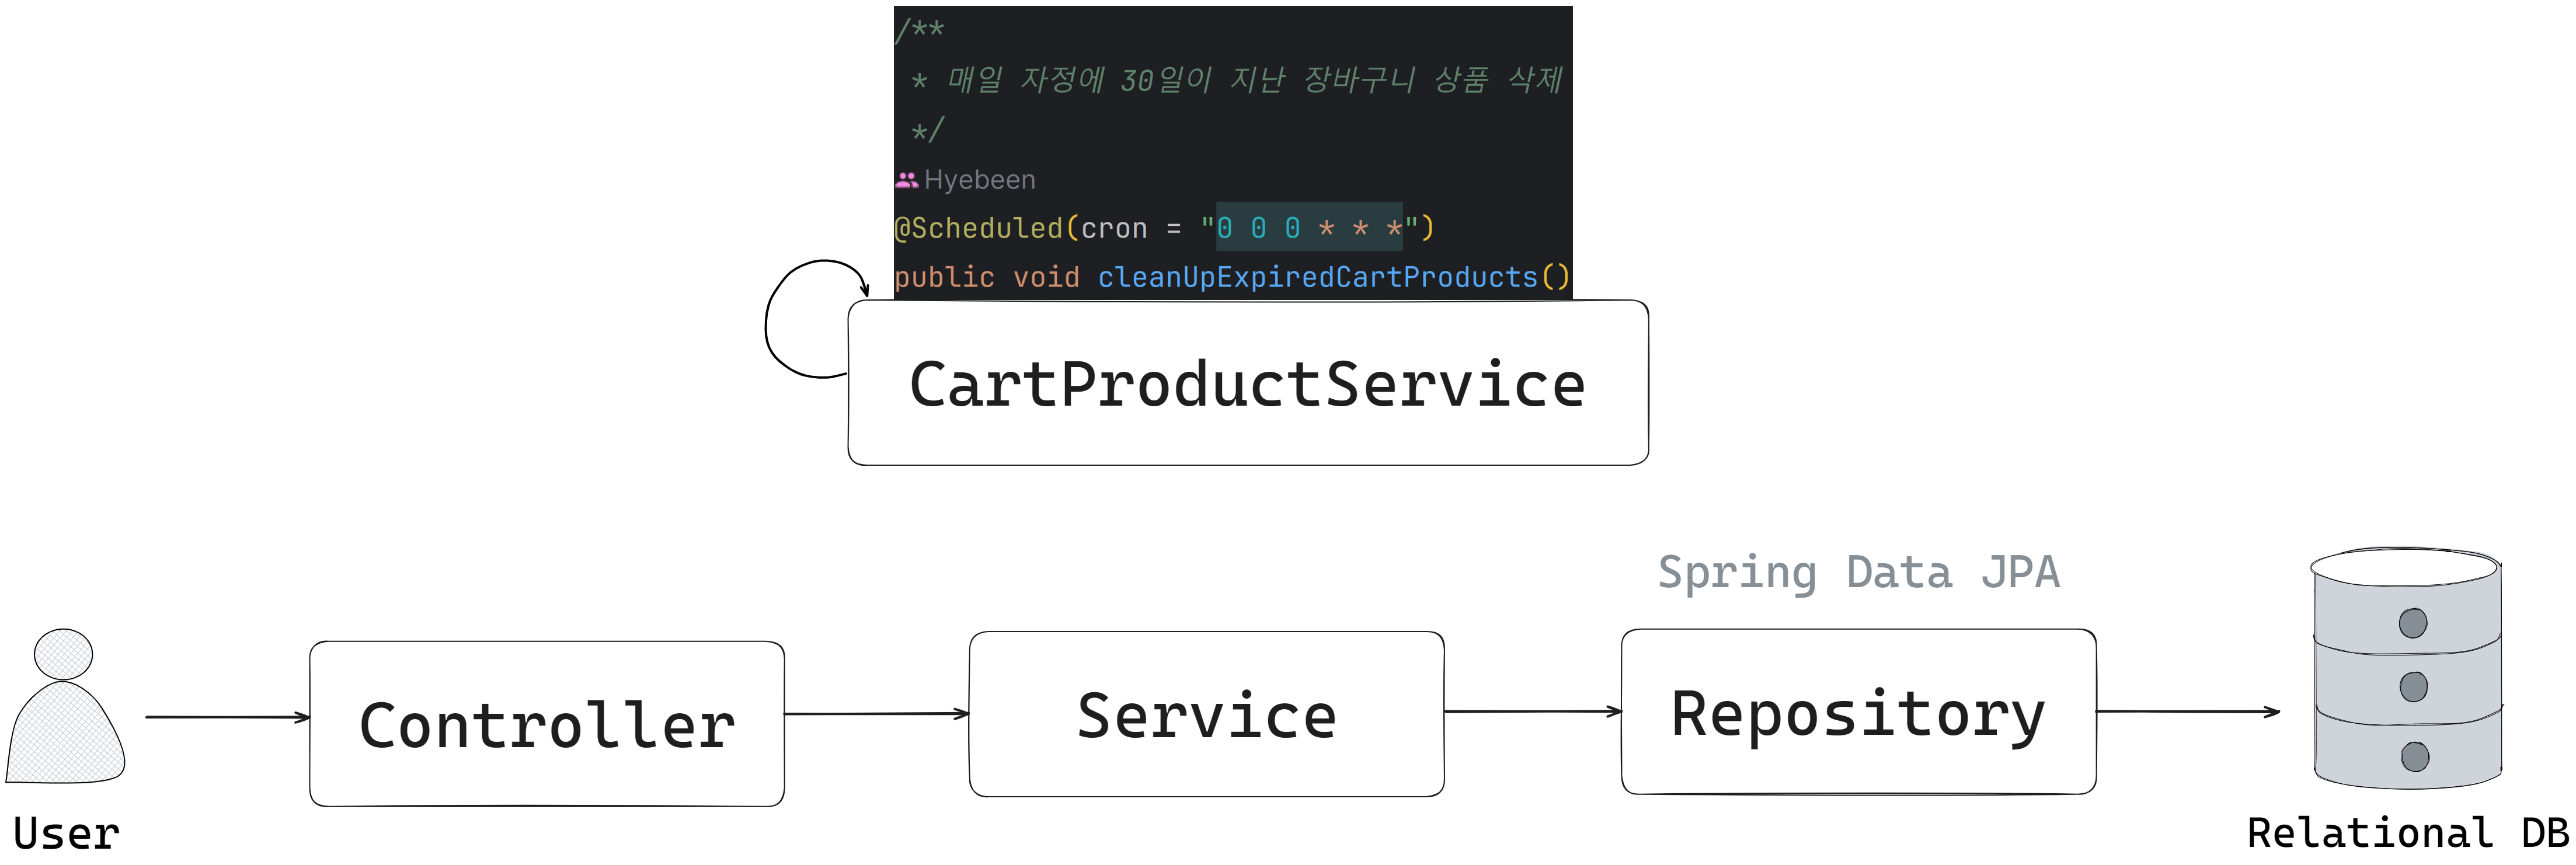 /**
* 매일 자정에 30일이 지난 장바구니 상품 삭제
*/
Hyebeen
@Scheduled(cron = "0 0 0 * * *")
public void cleanUpExpiredCartProducts()
CartProductService
Spring Data JPA
Controller
Service
Repository
User
Relational DB